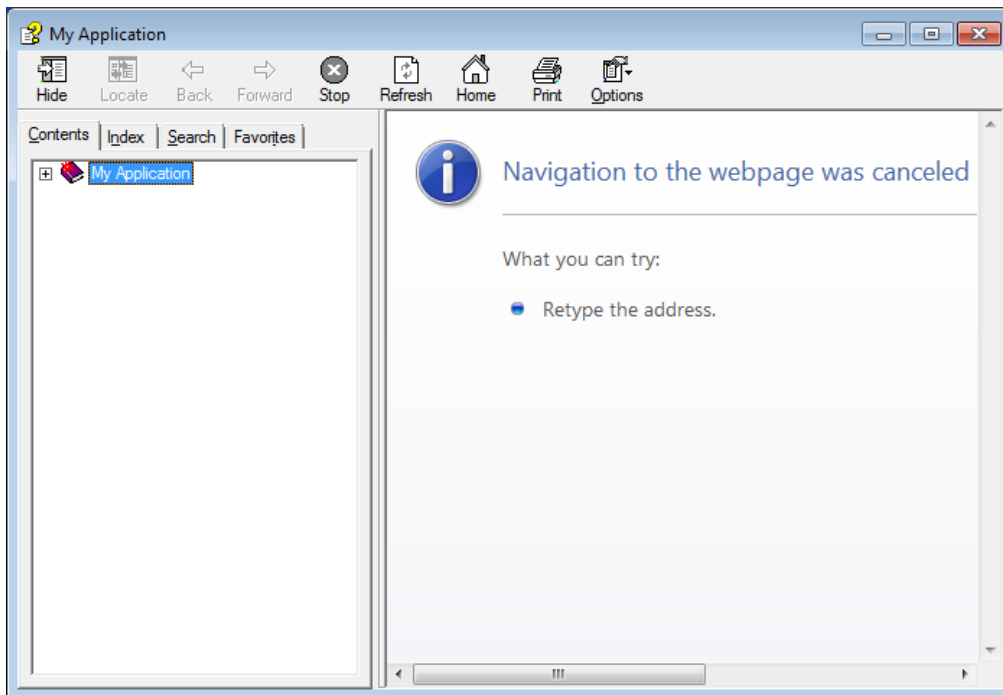 My Application
Hide Locate Back Forward Stop Refresh Home Print Options
Contents Index Search Favorites
My Application
Navigation to the webpage was canceled
What you can try:
Retype the address.